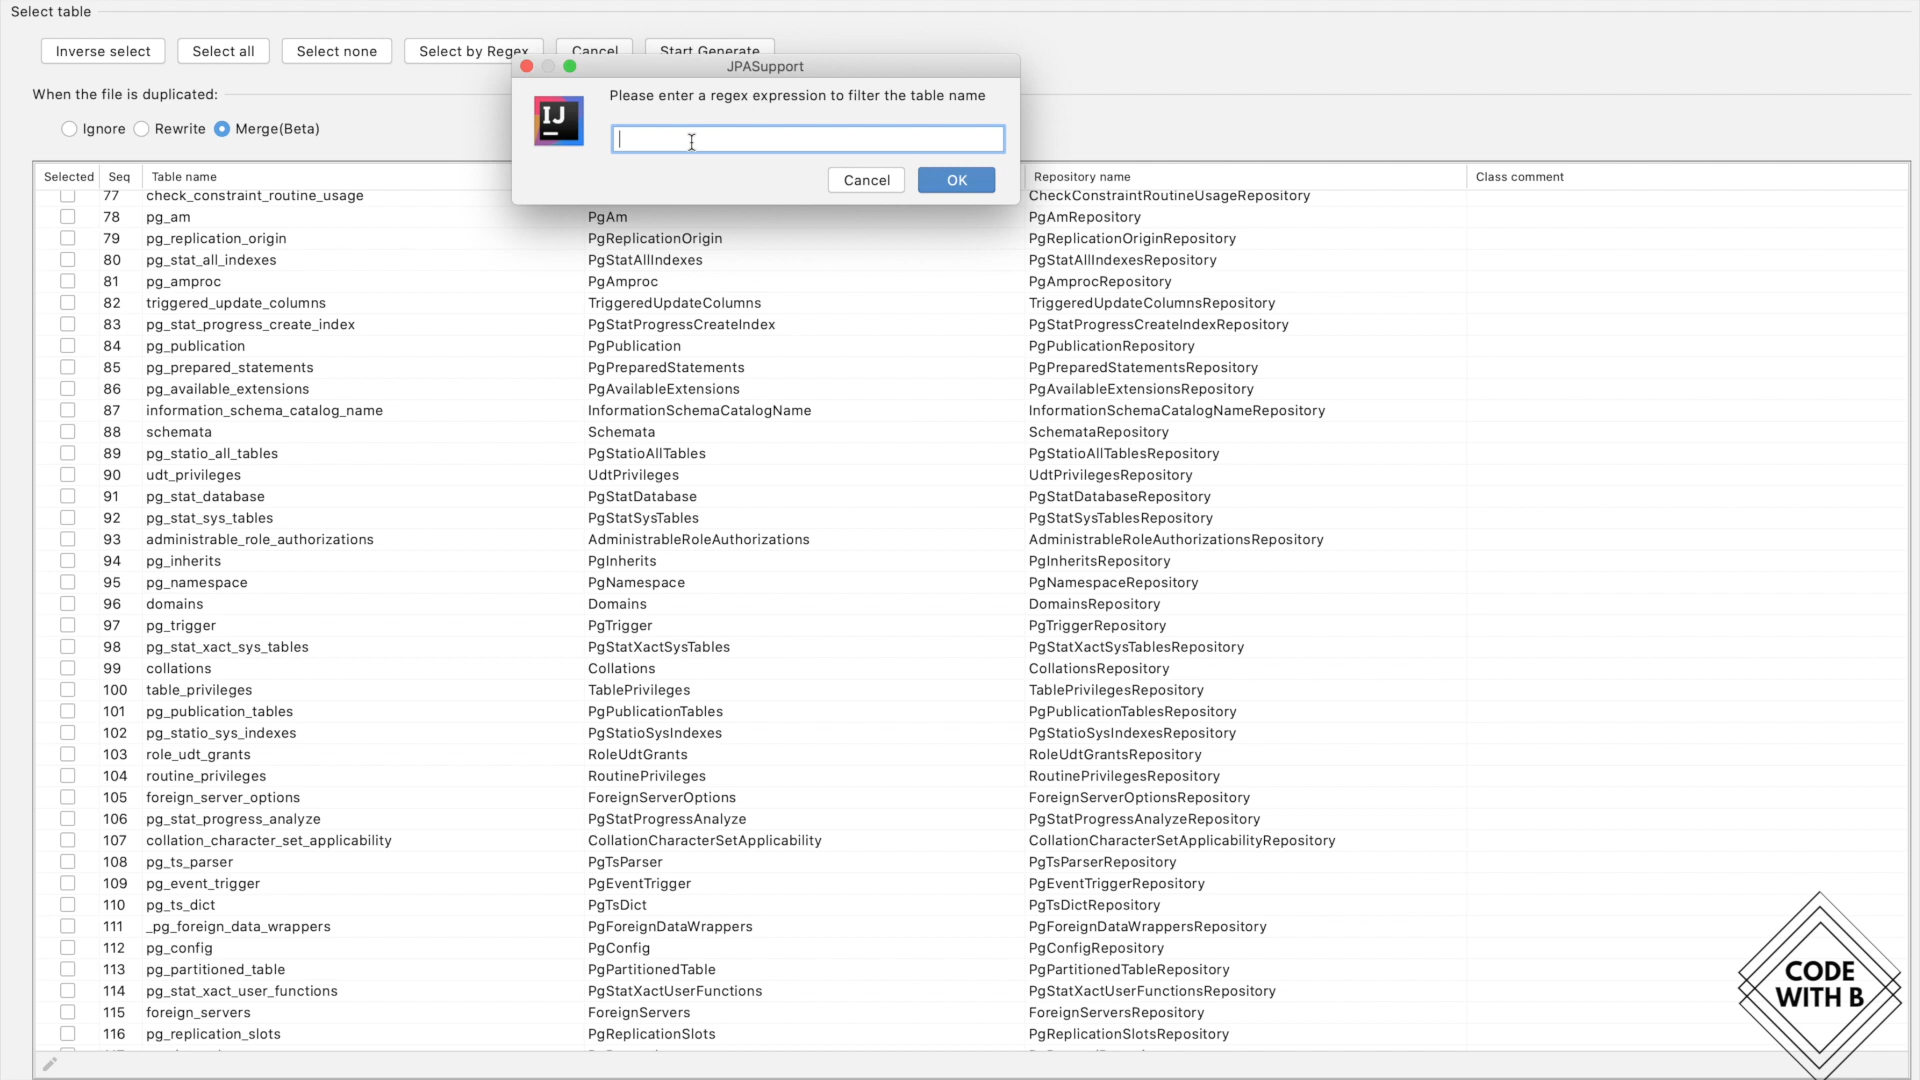 Select table
Inverse select Select all Select none Select by Regex Cancel Start Generate
JPASupport
Please enter a regex expression to filter the table name
IJ
Cancel OK
When the file is duplicated:
Ignore Rewrite Merge(Beta)
Selected Seq Table name Repository name Class comment
77 check_constraint_routine_usage CheckConstraintRoutineUsageRepository
78 pg_am PgAm PgAmRepository
79 pg_replication_origin PgReplicationOrigin PgReplicationOriginRepository
80 pg_stat_all_indexes PgStatAllIndexes PgStatAllIndexesRepository
81 pg_amproc PgAmproc PgAmprocRepository
82 triggered_update_columns TriggeredUpdateColumns TriggeredUpdateColumnsRepository
83 pg_stat_progress_create_index PgStatProgressCreateIndex PgStatProgressCreateIndexRepository
84 pg_publication PgPublication PgPublicationRepository
85 pg_prepared_statements PgPreparedStatements PgPreparedStatementsRepository
86 pg_available_extensions PgAvailableExtensions PgAvailableExtensionsRepository
87 information_schema_catalog_name InformationSchemaCatalogName InformationSchemaCatalogNameRepository
88 schemata Schemata SchemataRepository
89 pg_statio_all_tables PgStatioAllTables PgStatioAllTablesRepository
90 udt_privileges UdtPrivileges UdtPrivilegesRepository
91 pg_stat_database PgStatDatabase PgStatDatabaseRepository
92 pg_stat_sys_tables PgStatSysTables PgStatSysTablesRepository
93 administrable_role_authorizations AdministrableRoleAuthorizations AdministrableRoleAuthorizationsRepository
94 pg_inherits PgInherits PgInheritsRepository
95 pg_namespace PgNamespace PgNamespaceRepository
96 domains Domains DomainsRepository
97 pg_trigger PgTrigger PgTriggerRepository
98 pg_stat_xact_sys_tables PgStatXactSysTables PgStatXactSysTablesRepository
99 collations Collations CollationsRepository
100 table_privileges TablePrivileges TablePrivilegesRepository
101 pg_publication_tables PgPublicationTables PgPublicationTablesRepository
102 pg_statio_sys_indexes PgStatioSysIndexes PgStatioSysIndexesRepository
103 role_udt_grants RoleUdtGrants RoleUdtGrantsRepository
104 routine_privileges RoutinePrivileges RoutinePrivilegesRepository
105 foreign_server_options ForeignServerOptions ForeignServerOptionsRepository
106 pg_stat_progress_analyze PgStatProgressAnalyze PgStatProgressAnalyzeRepository
107 collation_character_set_applicability CollationCharacterSetApplicability CollationCharacterSetApplicabilityRepository
108 pg_ts_parser PgTsParser PgTsParserRepository
109 pg_event_trigger PgEventTrigger PgEventTriggerRepository
110 pg_ts_dict PgTsDict PgTsDictRepository
111 _pg_foreign_data_wrappers PgForeignDataWrappers PgForeignDataWrappersRepository
112 pg_config PgConfig PgConfigRepository
113 pg_partitioned_table PgPartitionedTable PgPartitionedTableRepository
114 pg_stat_xact_user_functions PgStatXactUserFunctions PgStatXactUserFunctionsRepository
115 foreign_servers ForeignServers ForeignServersRepository
116 pg_replication_slots PgReplicationSlots PgReplicationSlotsRepository
CODE
WITH B